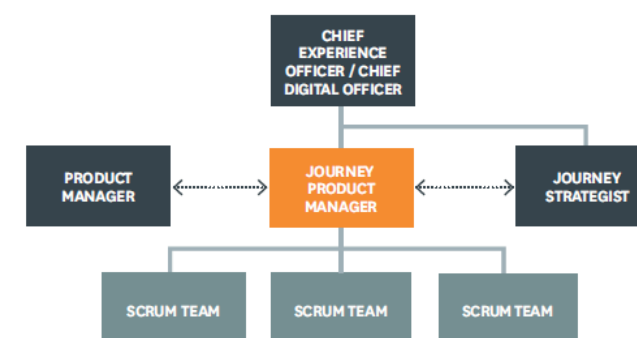 CHIEF
EXPERIENCE
OFFICER / CHIEF
DIGITAL OFFICER
PRODUCT
MANAGER
JOURNEY
PRODUCT
MANAGER
JOURNEY
STRATEGIST
SCRUM TEAM
SCRUM TEAM
SCRUM TEAM